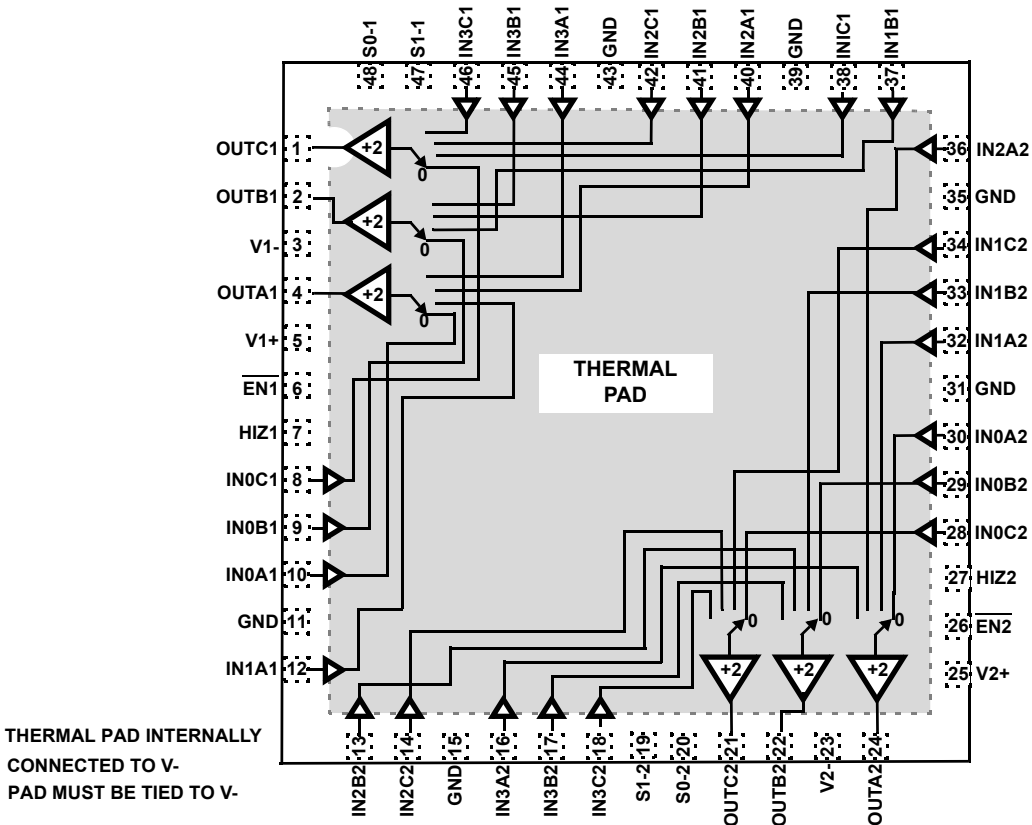 S0-1 48
S1-1 47
IN3C1 46
IN3B1 45
IN3A1 44
GND 43
IN2C1 42
IN2B1 41
IN2A1 40
GND 39
INIC1 38
IN1B1 37
OUTC1 1
OUTB1 2
V1- 3
OUTA1 4
V1+ 5
EN1 6
HIZ1 7
IN0C1 8
IN0B1 9
IN0A1 10
GND 11
IN1A1 12
+2
0
+2
0
+2
0
THERMAL
PAD
36 IN2A2
35 GND
34 IN1C2
33 IN1B2
32 IN1A2
31 GND
30 IN0A2
29 IN0B2
28 IN0C2
27 HIZ2
26 EN2
25 V2+
0
0
0
+2
+2
+2
IN2B2 13
IN2C2 14
GND 15
IN3A2 16
IN3B2 17
IN3C2 18
S1-2 19
S0-2 20
OUTC2 21
OUTB2 22
V2- 23
OUTA2 24
THERMAL PAD INTERNALLY
CONNECTED TO V-
PAD MUST BE TIED TO V-